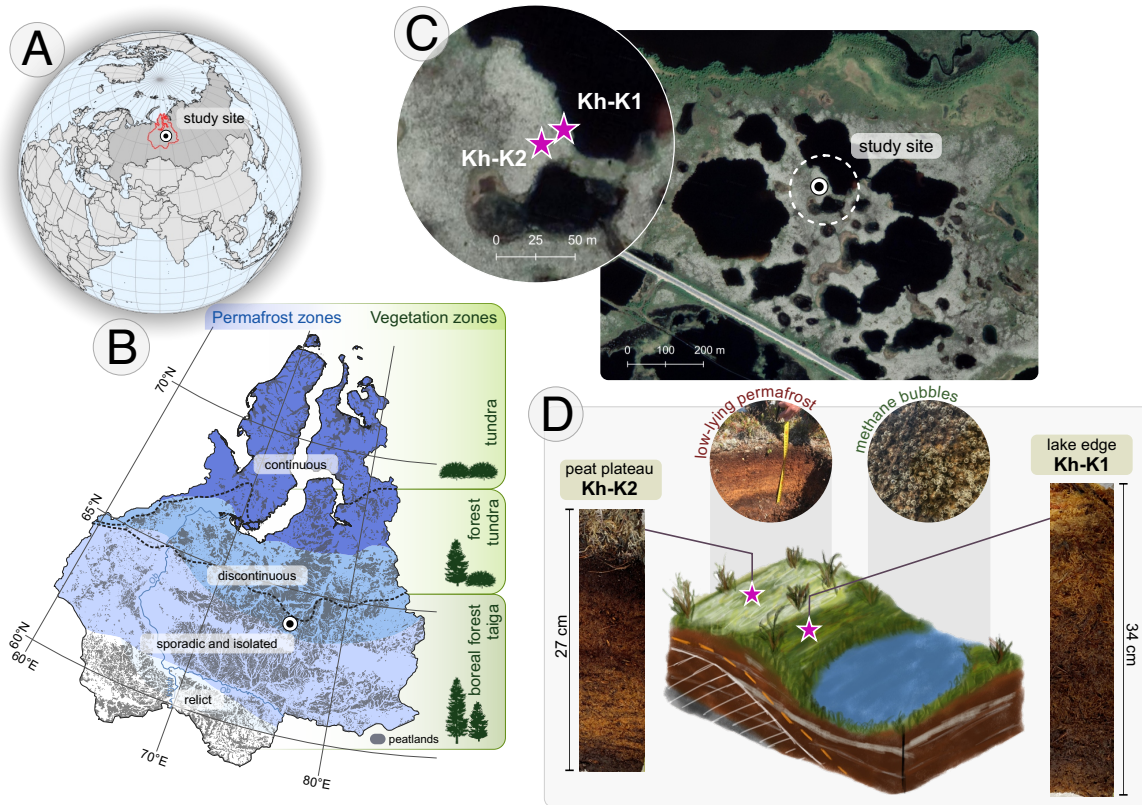 A
study site
B
Permafrost zones
Vegetation zones
70°N
65°N
60°N
60°E
70°E
80°E
continuous
discontinuous
sporadic and isolated
relict
peatlands
tundra
forest
tundra
boreal forest
taiga
C
Kh-K1
Kh-K2
0 25 50 m
study site
0 100 200 m
D
low-lying permafrost
methane bubbles
peat plateau
Kh-K2
lake edge
Kh-K1
27 cm
34 cm